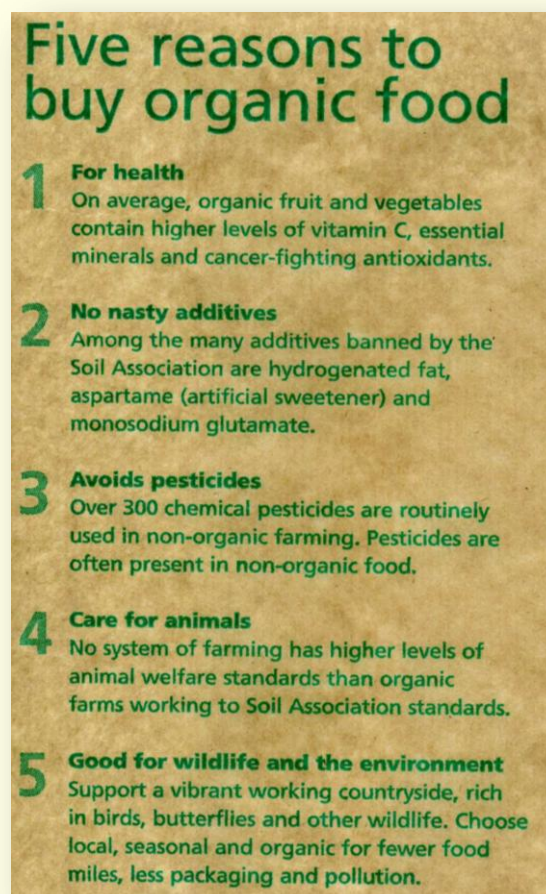 Five reasons to
buy organic food
1 For health
On average, organic fruit and vegetables
contain higher levels of vitamin C, essential
minerals and cancer-fighting antioxidants.
2 No nasty additives
Among the many additives banned by the
Soil Association are hydrogenated fat,
aspartame (artificial sweetener) and
monosodium glutamate.
3 Avoids pesticides
Over 300 chemical pesticides are routinely
used in non-organic farming. Pesticides are
often present in non-organic food.
4 Care for animals
No system of farming has higher levels of
animal welfare standards than organic
farms working to Soil Association standards.
5 Good for wildlife and the environment
Support a vibrant working countryside, rich
in birds, butterflies and other wildlife. Choose
local, seasonal and organic for fewer food
miles, less packaging and pollution.